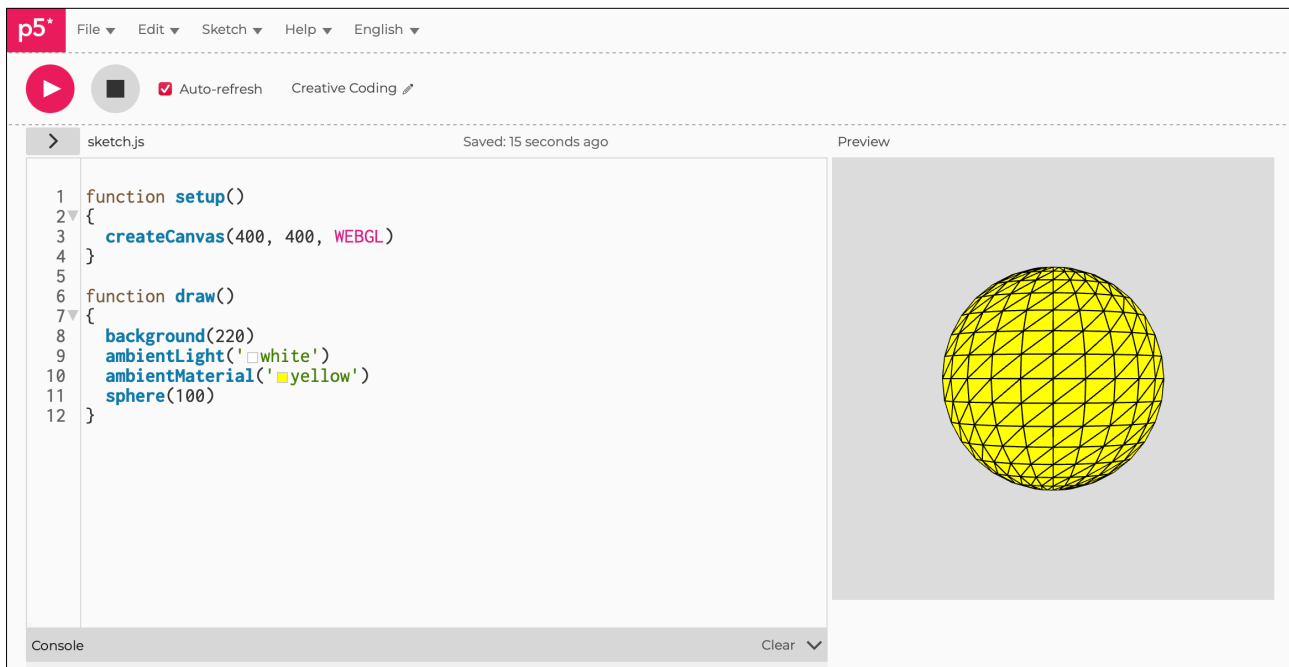 p5*
File Edit Sketch Help English
Auto-refresh Creative Coding
sketch.js Saved: 15 seconds ago Preview
1 function setup()
2 {
3   createCanvas(400, 400, WEBGL)
4 }
5
6 function draw()
7 {
8   background(220)
9   ambientLight('white')
10   ambientMaterial('yellow')
11   sphere(100)
12 }
Console Clear